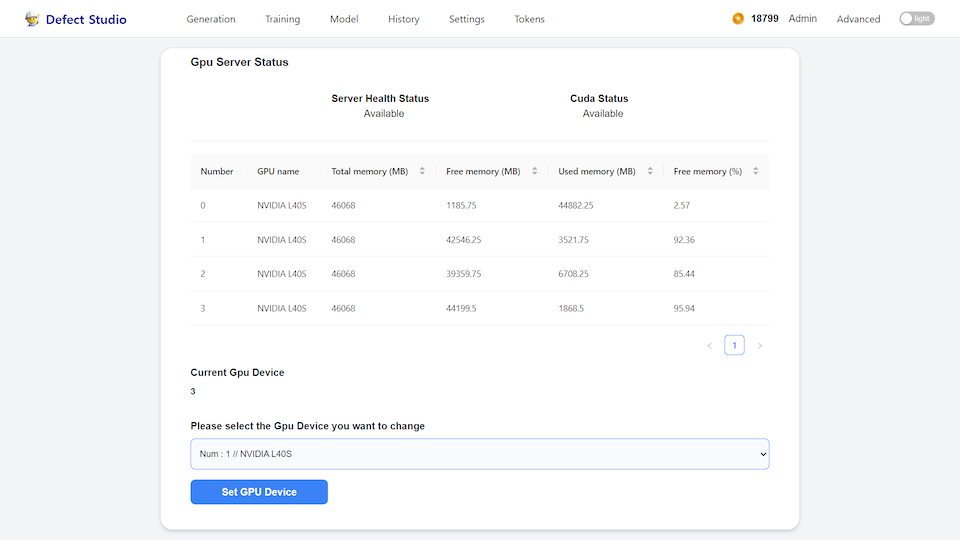 Defect Studio Generation Training Model History Settings Tokens 18799 Admin Advanced light
Gpu Server Status
Server Health Status Cuda Status
Available Available
Number GPU name Total memory (MB) Free memory (MB) Used memory (MB) Free memory (%)
0 NVIDIA L40S 46068 1185.75 44882.25 2.57
1 NVIDIA L40S 46068 42546.25 3521.75 92.36
2 NVIDIA L40S 46068 39359.75 6708.25 85.44
3 NVIDIA L40S 46068 44199.5 1868.5 95.94
< 1 >
Current Gpu Device
3
Please select the Gpu Device you want to change
Num : 1 // NVIDIA L40S
Set GPU Device